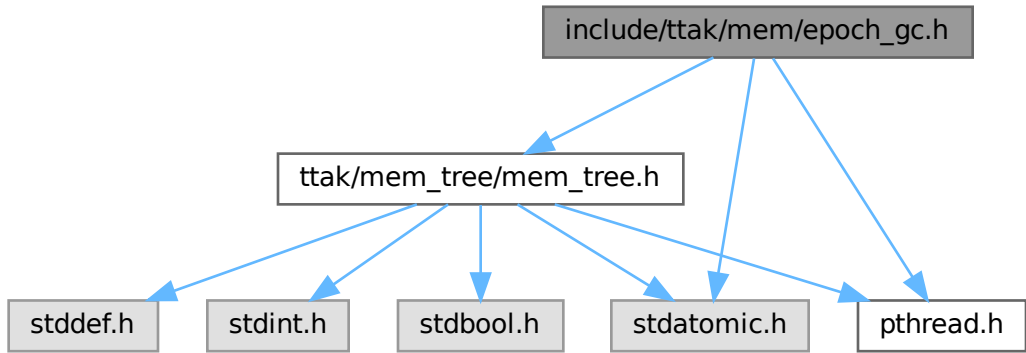 include/ttak/mem/epoch_gc.h
ttak/mem_tree/mem_tree.h
stddef.h
stdint.h
stdbool.h
stdatomic.h
pthread.h